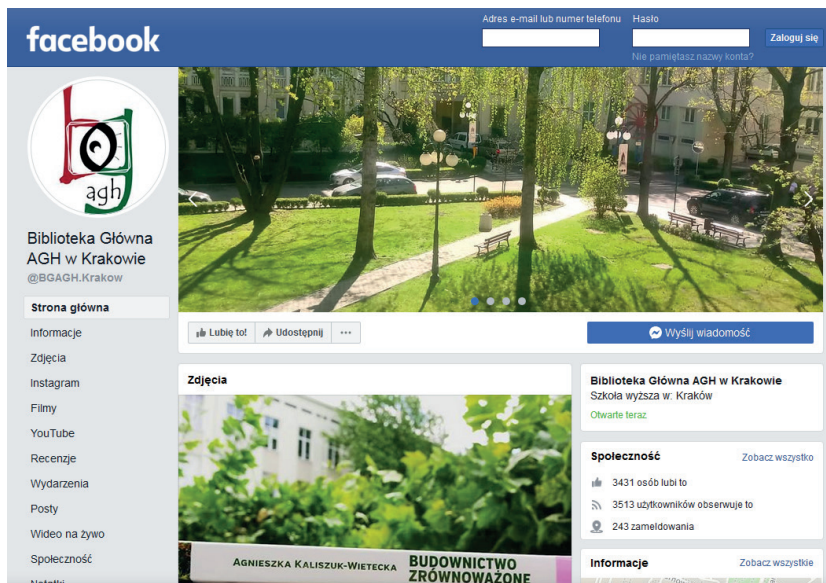 facebook
Adres e-mail lub numer telefonu
Hasło
Zaloguj się
Nie pamiętasz nazwy konta?
bg
agh
Biblioteka Główna
AGH w Krakowie
@BGAGH.Krakow
Strona główna
Informacje
Zdjęcia
Instagram
Filmy
YouTube
Recenzje
Wydarzenia
Posty
Wideo na żywo
Społeczność
Notatki
Lubię to!
Udostępnij
Wyślij wiadomość
Zdjęcia
AGNIESZKA KALISZUK-WIETECKA
BUDOWNICTWO
ZRÓWNOWAŻONE
Biblioteka Główna AGH w Krakowie
Szkoła wyższa w: Kraków
Otwarte teraz
Społeczność
Zobacz wszystko
3431 osób lubi to
3513 użytkowników obserwuje to
243 zameldowania
Informacje
Zobacz wszystkie